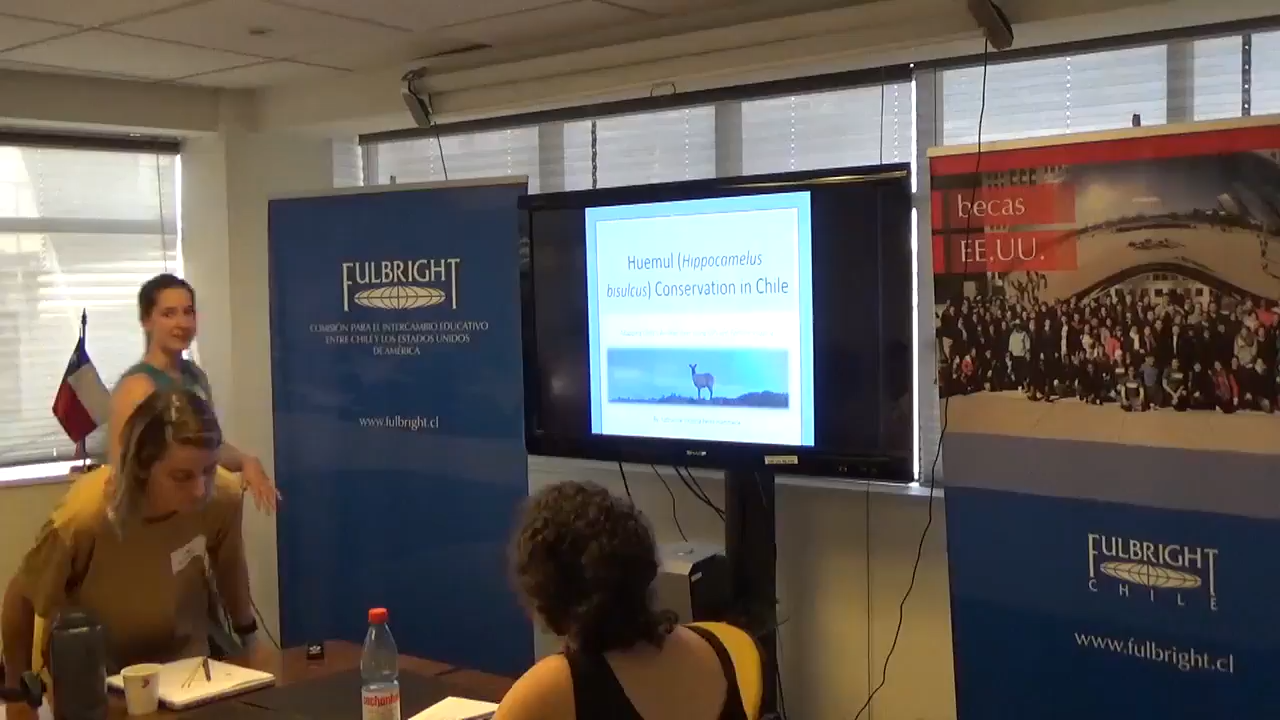 FULBRIGHT
COMISIÓN PARA EL INTERCAMBIO EDUCATIVO
ENTRE CHILE Y LOS ESTADOS UNIDOS
DE AMÉRICA
www.fulbright.cl
Huemul (Hippocamelus
bisulcus) Conservation in Chile
SHARP
becas
EE.UU.
FULBRIGHT
CHILE
www.fulbright.cl